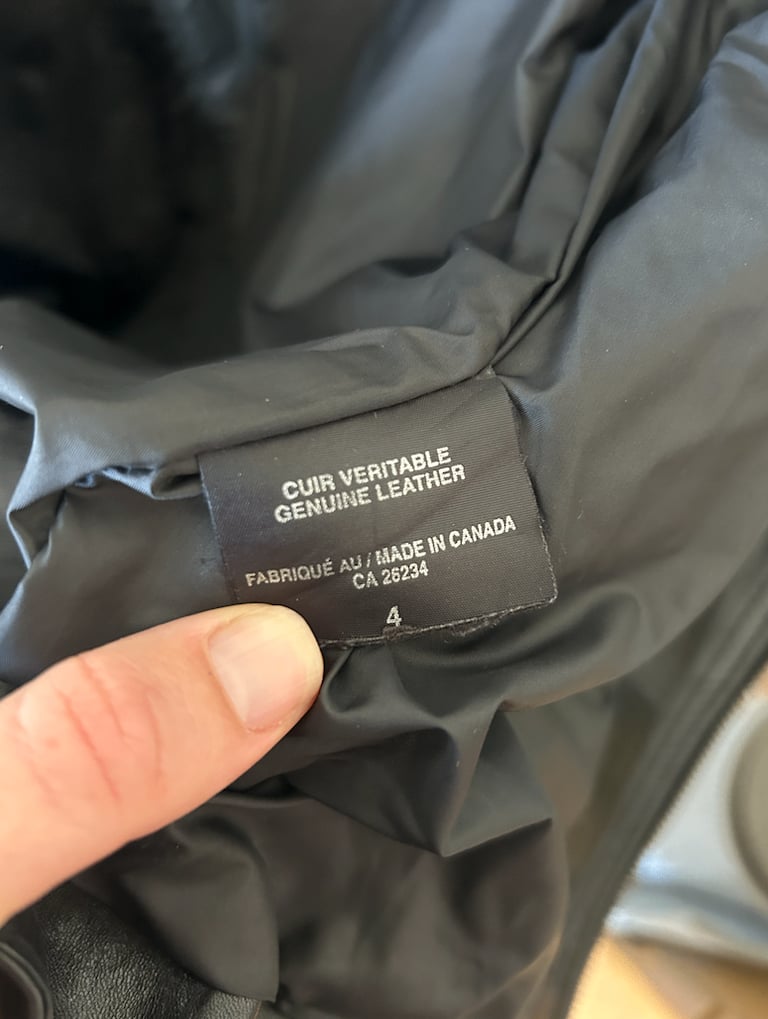 CUIR VERITABLE
GENUINE LEATHER
FABRIQUÉ AU / MADE IN CANADA
CA 26234
4